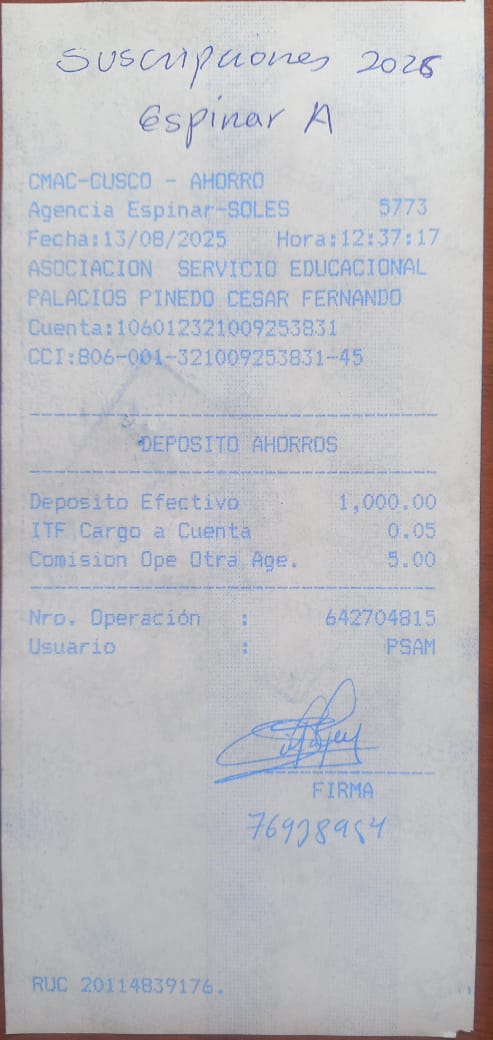 Suscripciones 2026
Espinar A
CMAC-CUSCO - AHORRO
Agencia Espinar-SOLES 5773
Fecha:13/08/2025 Hora:12:37:17
ASOCIACION SERVICIO EDUCACIONAL
PALACIOS PINEDO CESAR FERNANDO
Cuenta:106012321009253831
CCI:806-001-321009253831-45
DEPOSITO AHORROS
Deposito Efectivo 1,000.00
ITF Cargo a Cuenta 0.05
Comision Ope Otra Age. 5.00
Nro. Operación : 642704815
Usuario : PSAM
FIRMA
RUC 20114839176.